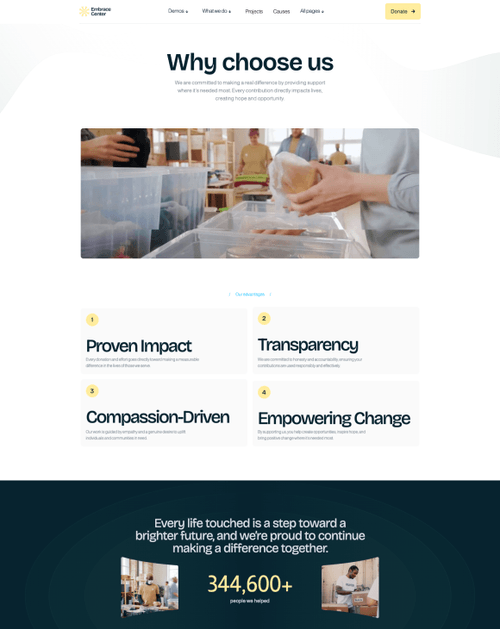 Embrace
Center
Demos
What we do
Projects
Causes
All pages
Donate →
Why choose us
We are committed to making a real difference by providing support
where it's needed most. Every contribution directly impacts lives,
creating hope and opportunity.
Our advantages
1
Proven Impact
Every donation and effort goes directly toward making a measurable
difference in the lives of those we serve.
2
Transparency
We are committed to honesty and accountability, ensuring your
contributions are used responsibly and effectively.
3
Compassion-Driven
Our work is guided by empathy and a genuine desire to uplift
individuals and communities in need.
4
Empowering Change
By supporting us, you help create opportunities, inspire hope, and
bring positive change where it's needed most.
Every life touched is a step toward a
brighter future, and we're proud to continue
making a difference together.
344,600+
people we helped